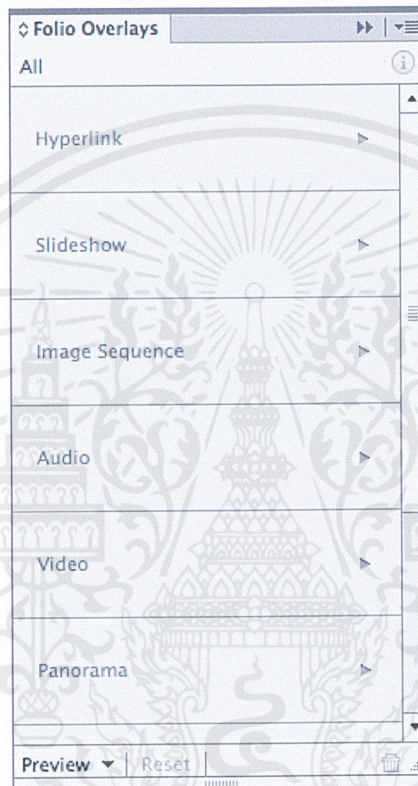 Folio Overlays
All
Hyperlink
Slideshow
Image Sequence
Audio
Video
Panorama
Preview
Reset